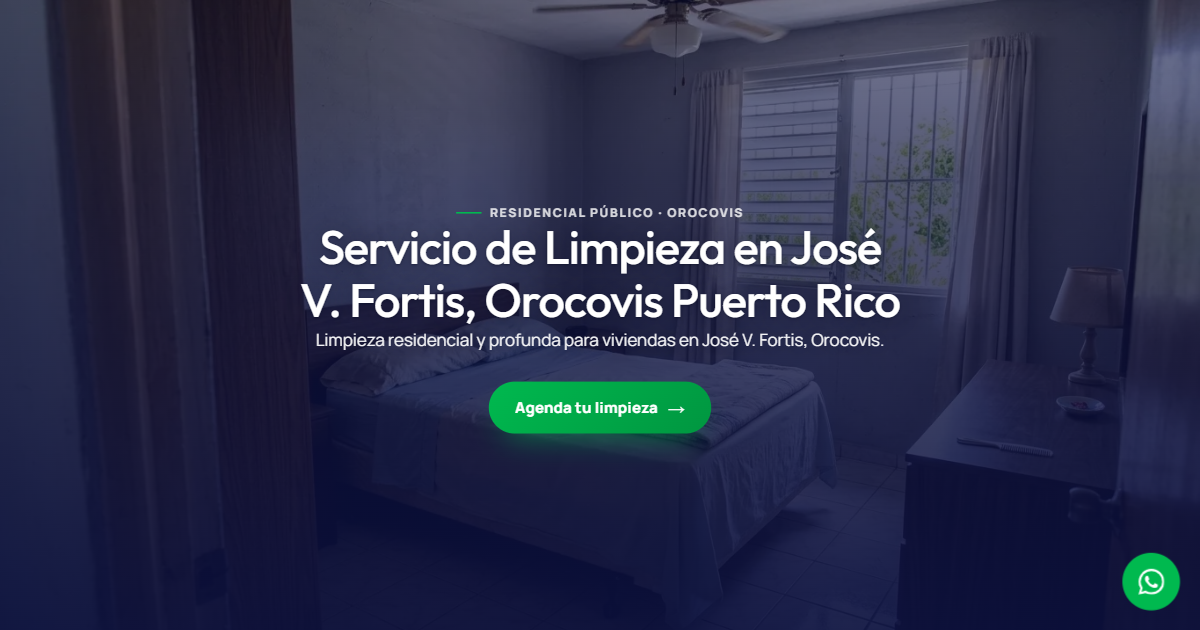 RESIDENCIAL PÚBLICO · OROCOVIS
Servicio de Limpieza en José
V. Fortis, Orocovis Puerto Rico
Limpieza residencial y profunda para viviendas en José V. Fortis, Orocovis.
Agenda tu limpieza →